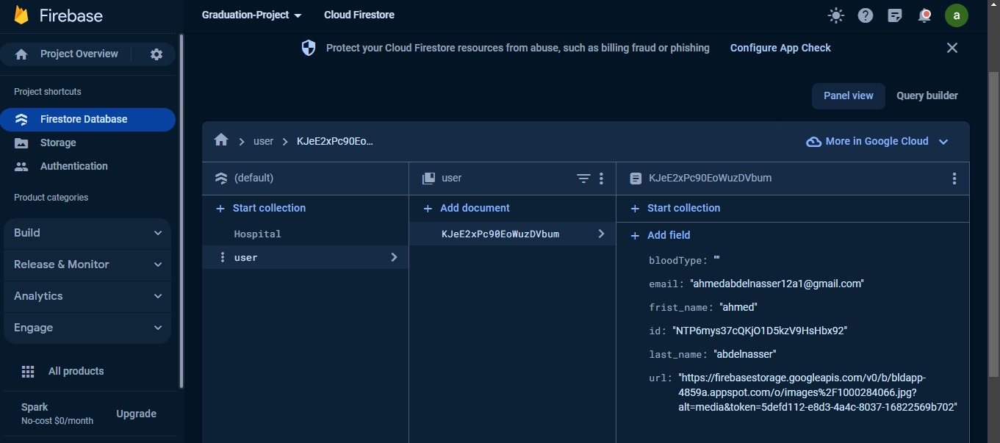 Firebase
Graduation-Project
Cloud Firestore
a
Project Overview
Protect your Cloud Firestore resources from abuse, such as billing fraud or phishing
Configure App Check
Project shortcuts
Firestore Database
Storage
Authentication
Product categories
Build
Release & Monitor
Analytics
Engage
All products
Spark
No-cost $0/month
Upgrade
Panel view
Query builder
user
KJeE2xPc90Eo...
More in Google Cloud
(default)
Start collection
Hospital
user
user
Add document
KJeE2xPc90EoWuzDVbum
KJeE2xPc90EoWuzDVbum
Start collection
Add field
bloodType: ""
email: "ahmedabdelnasser12a1@gmail.com"
frist_name: "ahmed"
id: "NTP6mys37cQKjO1D5kzV9HsHbx92"
last_name: "abdelnasser"
url: "https://firebasestorage.googleapis.com/v0/b/bldapp-
4859a.appspot.com/o/images%2F1000284066.jpg?
alt=media&token=5defd112-e8d3-4a4c-8037-16822569b702"